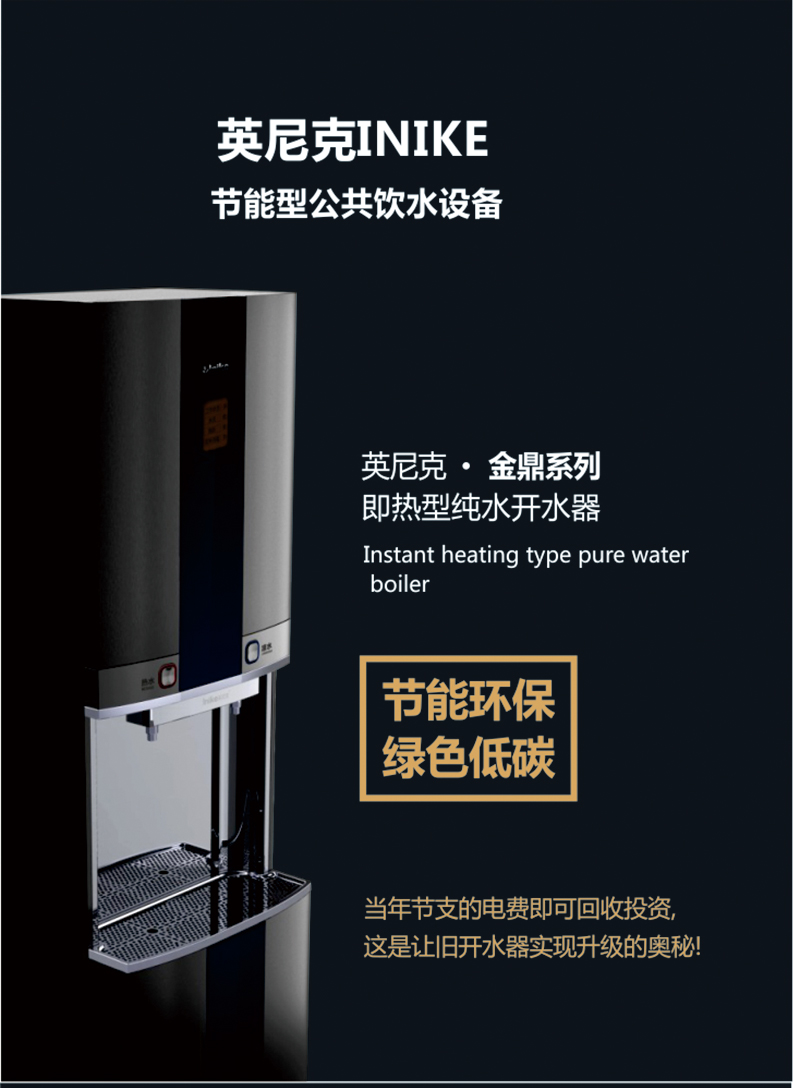 英尼克INIKE
节能型公共饮水设备
英尼克 · 金鼎系列
即热型纯水开水器
Instant heating type pure water
boiler
节能环保
绿色低碳
当年节支的电费即可回收投资,
这是让旧开水器实现升级的奥秘!